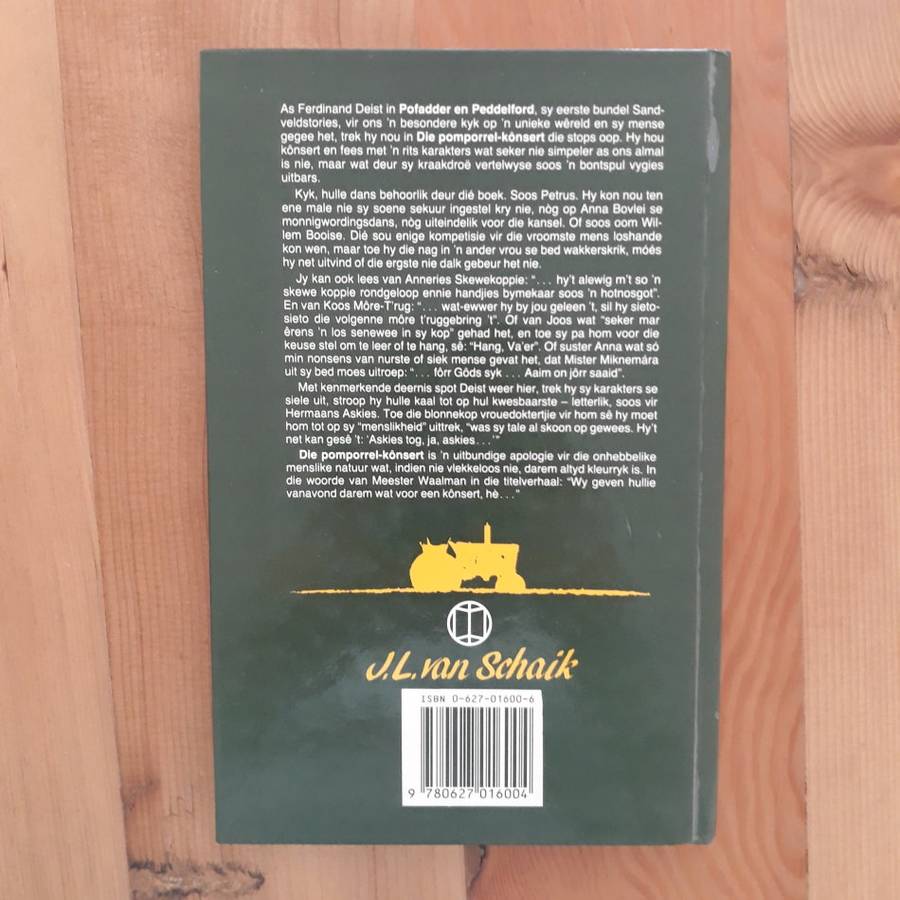 As Ferdinand Deist in Pofadder en Peddelford, sy eerste bundel Sand-
veldstories, vir ons 'n besondere kyk op 'n unieke wêreld en sy mense
gegee het, trek hy nou in Die pomporrel-kônsert die stops oop. Hy hou
kônsert en fees met 'n rits karakters wat seker nie simpeler as ons almal
is nie, maar wat deur sy kraakdroë vertelwyse soos 'n bontspul vygies
uitbars.
Kyk, hulle dans behoorlik deur dié boek. Soos Petrus. Hy kon nou ten
ene male nie sy soene sekuur ingestel kry nie, nòg op Anna Bovlei se
monnigwordingsdans, nòg uiteindelik voor die kansel. Of soos oom Wil-
lem Booise. Dié sou enige kompetisie vir die vroomste mens loshande
kon wen, maar toe hy die nag in 'n ander vrou se bed wakkerskrik, móés
hy net uitvind of die ergste nie dalk gebeur het nie.
Jy kan ook lees van Anneries Skewekoppie: “. . . hy't alewig m't so 'n
skewe koppie rondgeloop ennie handjies bymekaar soos 'n hotnosgot”.
En van Koos Môre-T'rug: “. . . wat-ewwer hy by jou geleen 't, sil hy sieto-
sieto die volgenne môre t'ruggebring 't”. Of van Joos wat “seker mar
êrens 'n los senewee in sy kop” gehad het, en toe sy pa hom voor die
keuse stel om te leer of te hang, sê: “Hang, Va'er”. Of suster Anna wat só
min nonsens van nurste of siek mense gevat het, dat Mister Miknemára
uit sy bed moes uitroep: “. . . fôrr Gôds syk . . . Aaim on jôrr saaid”.
Met kenmerkende deernis spot Deist weer hier, trek hy sy karakters se
siele uit, stroop hy hulle kaal tot op hul kwesbaarste – letterlik, soos vir
Hermaans Askies. Toe die blonnekop vrouedoktertjie vir hom sê hy moet
hom tot op sy “menslikheid” uittrek, “was sy tale al skoon op gewees. Hy't
net kan gesê 't: 'Askies tog, ja, askies . . .'”
Die pomporrel-kônsert is 'n uitbundige apologie vir die onhebbelike
menslike natuur wat, indien nie vlekkeloos nie, darem altyd kleurryk is. In
die woorde van Meester Waalman in die titelverhaal: “Wy geven hullie
vanavond darem wat voor een kônsert, hè . . .”
J.L. van Schaik
ISBN 0-627-01600-6
9 780627 016004